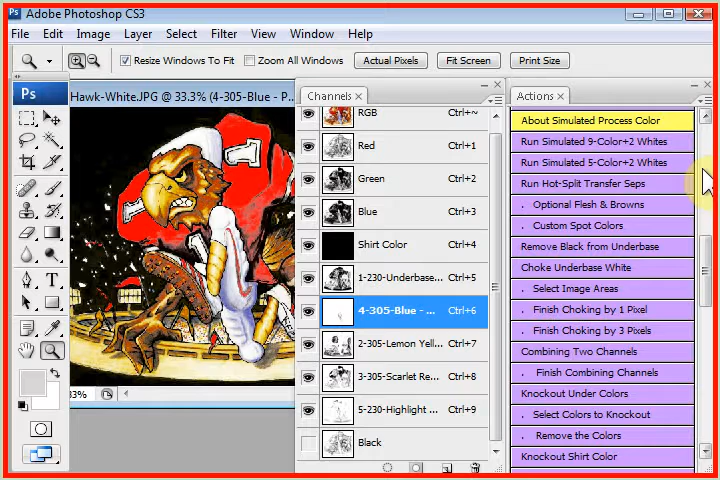 Ps Adobe Photoshop CS3
File Edit Image Layer Select Filter View Window Help
Resize Windows To Fit Zoom All Windows Actual Pixels Fit Screen Print Size
Ps
Hawk-White.JPG @ 33.3% (4-305-Blue - P...
1
33%
Channels ×
RGB Ctrl+~
Red Ctrl+1
Green Ctrl+2
Blue Ctrl+3
Shirt Color Ctrl+4
1-230-Underbase... Ctrl+5
4-305-Blue - ... Ctrl+6
2-305-Lemon Yell... Ctrl+7
3-305-Scarlet Re... Ctrl+8
5-230-Highlight ... Ctrl+9
Black
Actions ×
About Simulated Process Color
Run Simulated 9-Color+2 Whites
Run Simulated 5-Color+2 Whites
Run Hot-Split Transfer Seps
. Optional Flesh & Browns
. Custom Spot Colors
Remove Black from Underbase
Choke Underbase White
. Select Image Areas
. Finish Choking by 1 Pixel
. Finish Choking by 3 Pixels
Combining Two Channels
. Finish Combining Channels
Knockout Under Colors
. Select Colors to Knockout
. Remove the Colors
Knockout Shirt Color